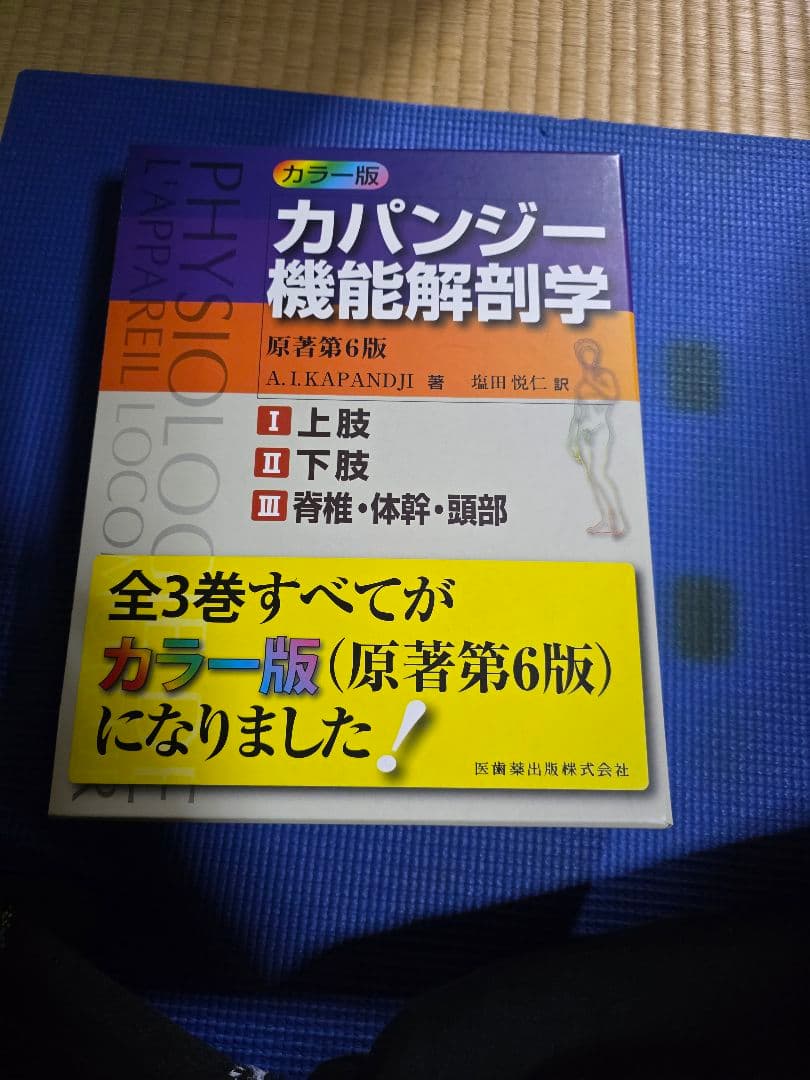 カラー版
カパンジー
機能解剖学
原著第6版
A.I.KAPANDJI 著 塩田悦仁 訳
I 上肢
II 下肢
III 脊椎・体幹・頭部
PHYSIOLOGIE
L'APPAREIL LOCOMOTEUR
全3巻すべてが
カラー版(原著第6版)
になりました!
医歯薬出版株式会社